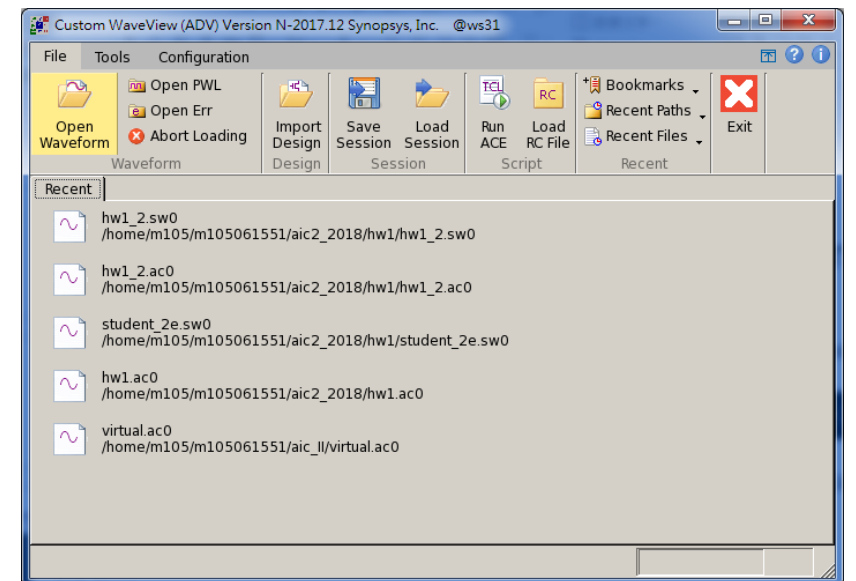 Custom WaveView (ADV) Version N-2017.12 Synopsys, Inc. @ws31
File Tools Configuration
Open Waveform
Open PWL
Open Err
Abort Loading
Waveform
Import Design
Design
Save Session
Load Session
Session
TCL
Run ACE
RC
Load RC File
Script
Bookmarks
Recent Paths
Recent Files
Recent
Exit
Recent
hw1_2.sw0
/home/m105/m105061551/aic2_2018/hw1/hw1_2.sw0
hw1_2.ac0
/home/m105/m105061551/aic2_2018/hw1/hw1_2.ac0
student_2e.sw0
/home/m105/m105061551/aic2_2018/hw1/student_2e.sw0
hw1.ac0
/home/m105/m105061551/aic2_2018/hw1.ac0
virtual.ac0
/home/m105/m105061551/aic_II/virtual.ac0